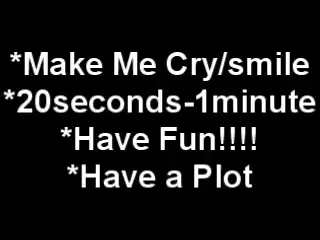 *Make Me Cry/smile
*20seconds-1minute
*Have Fun!!!!
*Have a Plot